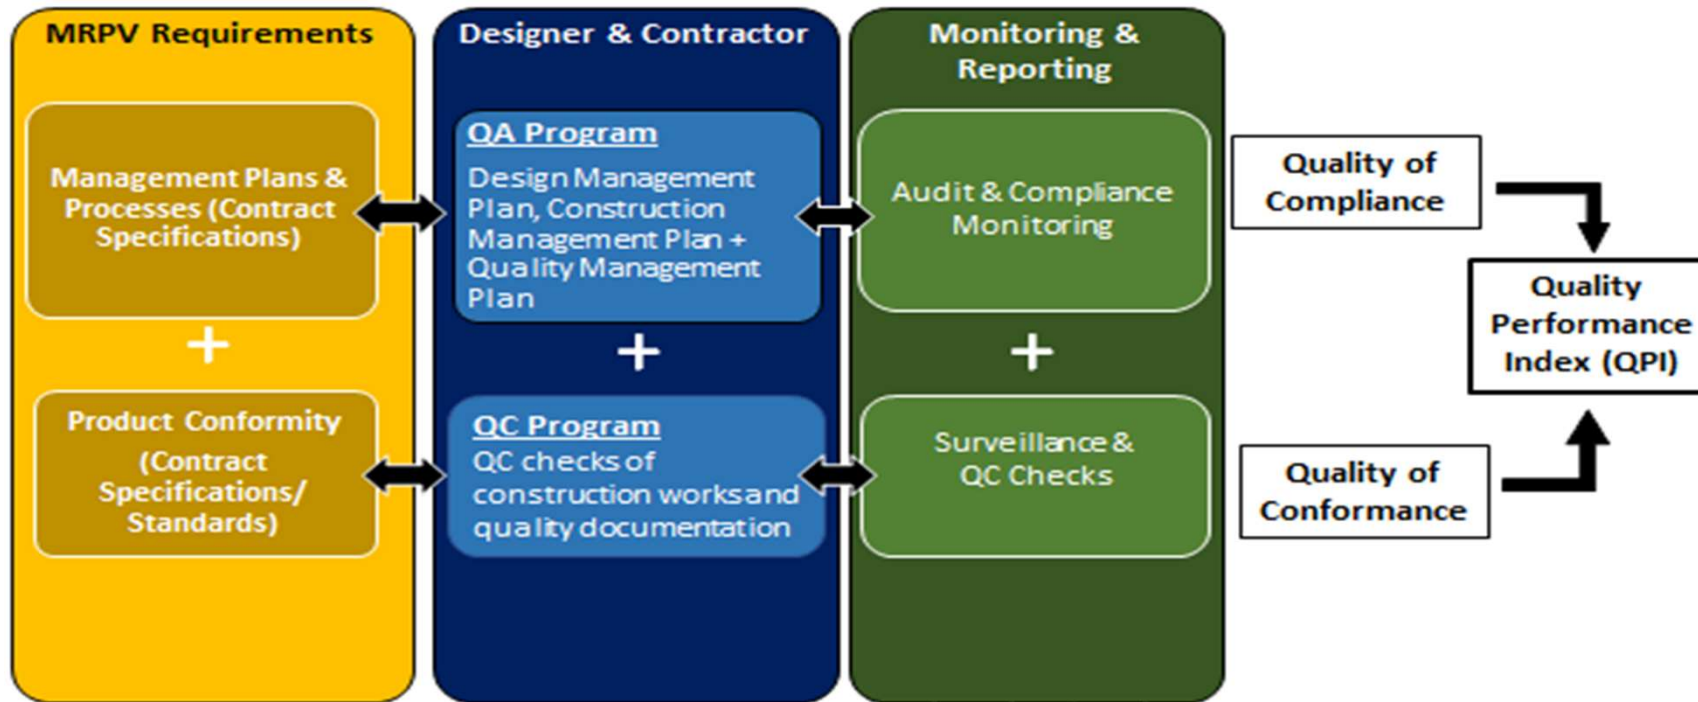 MRPV Requirements
Management Plans &
Processes (Contract
Specifications)
+
Product Conformity
(Contract
Specifications/
Standards)
Designer & Contractor
QA Program
Design Management
Plan, Construction
Management Plan +
Quality Management
Plan
+
QC Program
QC checks of
construction works and
quality documentation
Monitoring &
Reporting
Audit & Compliance
Monitoring
+
Surveillance &
QC Checks
Quality of
Compliance
Quality of
Conformance
Quality
Performance
Index (QPI)